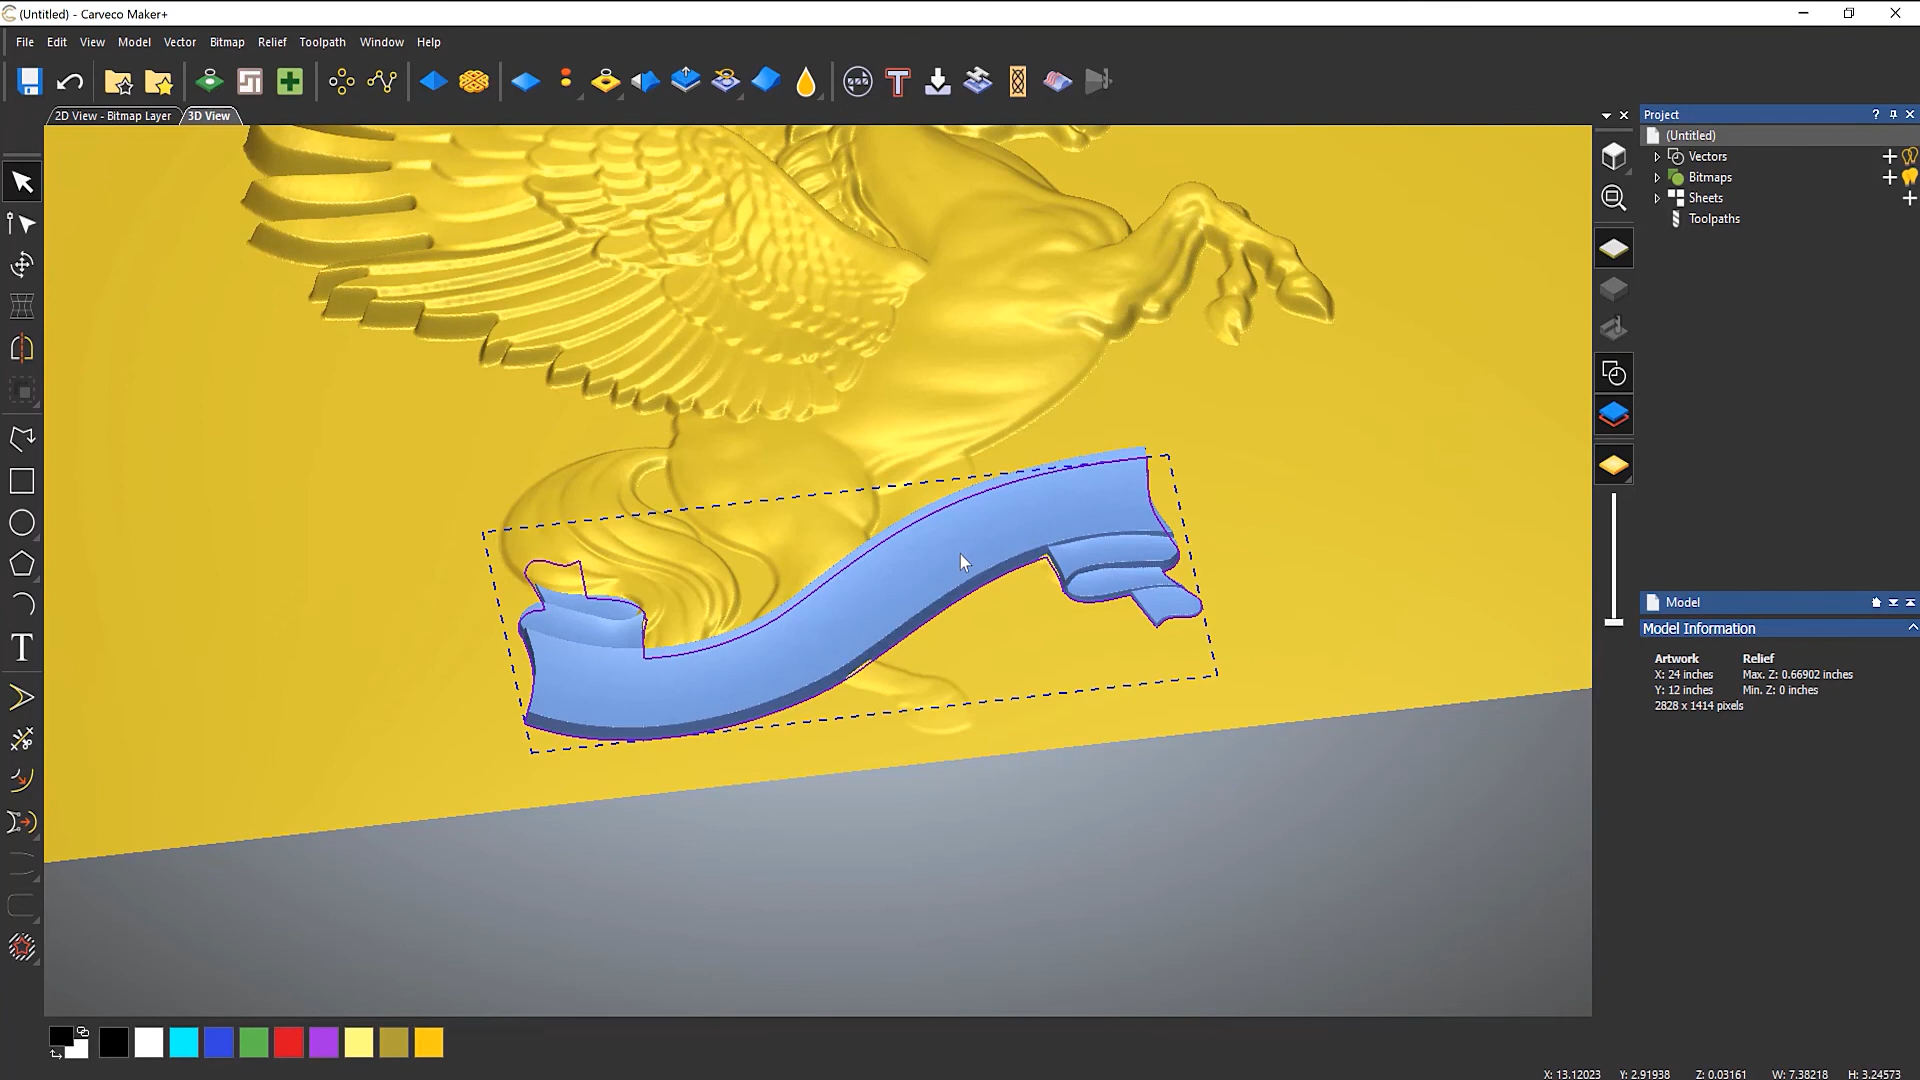 (Untitled) - Carveco Maker+
File Edit View Model Vector Bitmap Relief Toolpath Window Help
2D View - Bitmap Layer 3D View
Project
(Untitled)
Vectors
Bitmaps
Sheets
Toolpaths
Model
Model Information
Artwork Relief
X: 24 inches Max. Z: 0.66902 inches
Y: 12 inches Min. Z: 0 inches
2828 x 1414 pixels
X: 13.12023 Y: 2.91938 Z: 0.03161 W: 7.38218 H: 3.24573